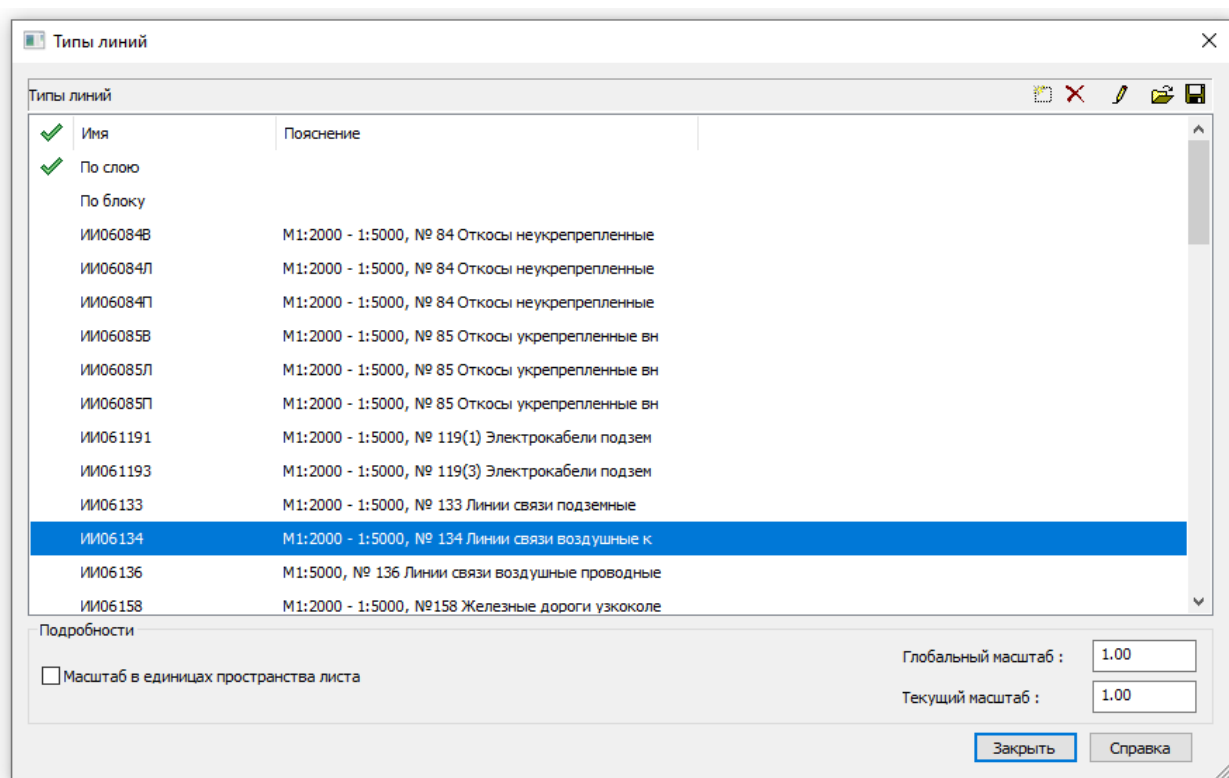 Типы линий
Типы линий
Имя Пояснение
По слою
По блоку
ИИ06084В М1:2000 - 1:5000, № 84 Откосы неукрепрепленные
ИИ06084Л М1:2000 - 1:5000, № 84 Откосы неукрепрепленные
ИИ06084П М1:2000 - 1:5000, № 84 Откосы неукрепрепленные
ИИ06085В М1:2000 - 1:5000, № 85 Откосы укрепрепленные вн
ИИ06085Л М1:2000 - 1:5000, № 85 Откосы укрепрепленные вн
ИИ06085П М1:2000 - 1:5000, № 85 Откосы укрепрепленные вн
ИИ061191 М1:2000 - 1:5000, № 119(1) Электрокабели подзем
ИИ061193 М1:2000 - 1:5000, № 119(3) Электрокабели подзем
ИИ06133 М1:2000 - 1:5000, № 133 Линии связи подземные
ИИ06134 М1:2000 - 1:5000, № 134 Линии связи воздушные к
ИИ06136 М1:5000, № 136 Линии связи воздушные проводные
ИИ06158 М1:2000 - 1:5000, №158 Железные дороги узкоколе
Подробности
Масштаб в единицах пространства листа
Глобальный масштаб : 1.00
Текущий масштаб : 1.00
Закрыть Справка